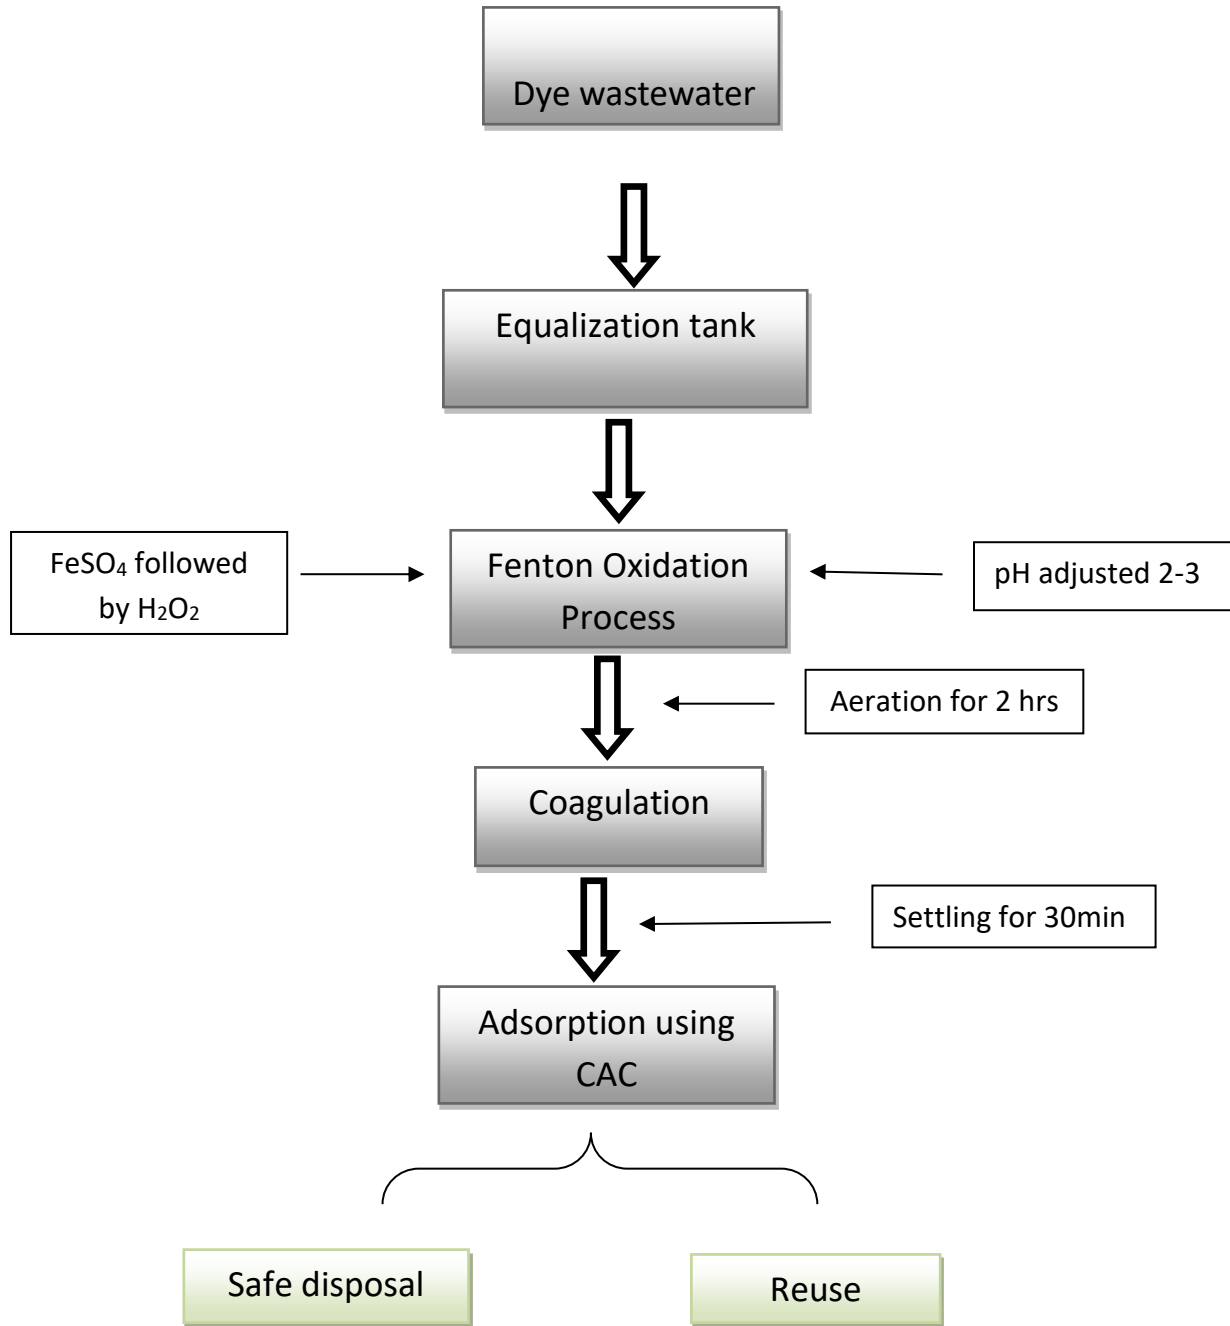 Dye wastewater
Equalization tank
FeSO₄ followed
by H₂O₂
Fenton Oxidation
Process
pH adjusted 2-3
Aeration for 2 hrs
Coagulation
Settling for 30min
Adsorption using
CAC
Safe disposal
Reuse